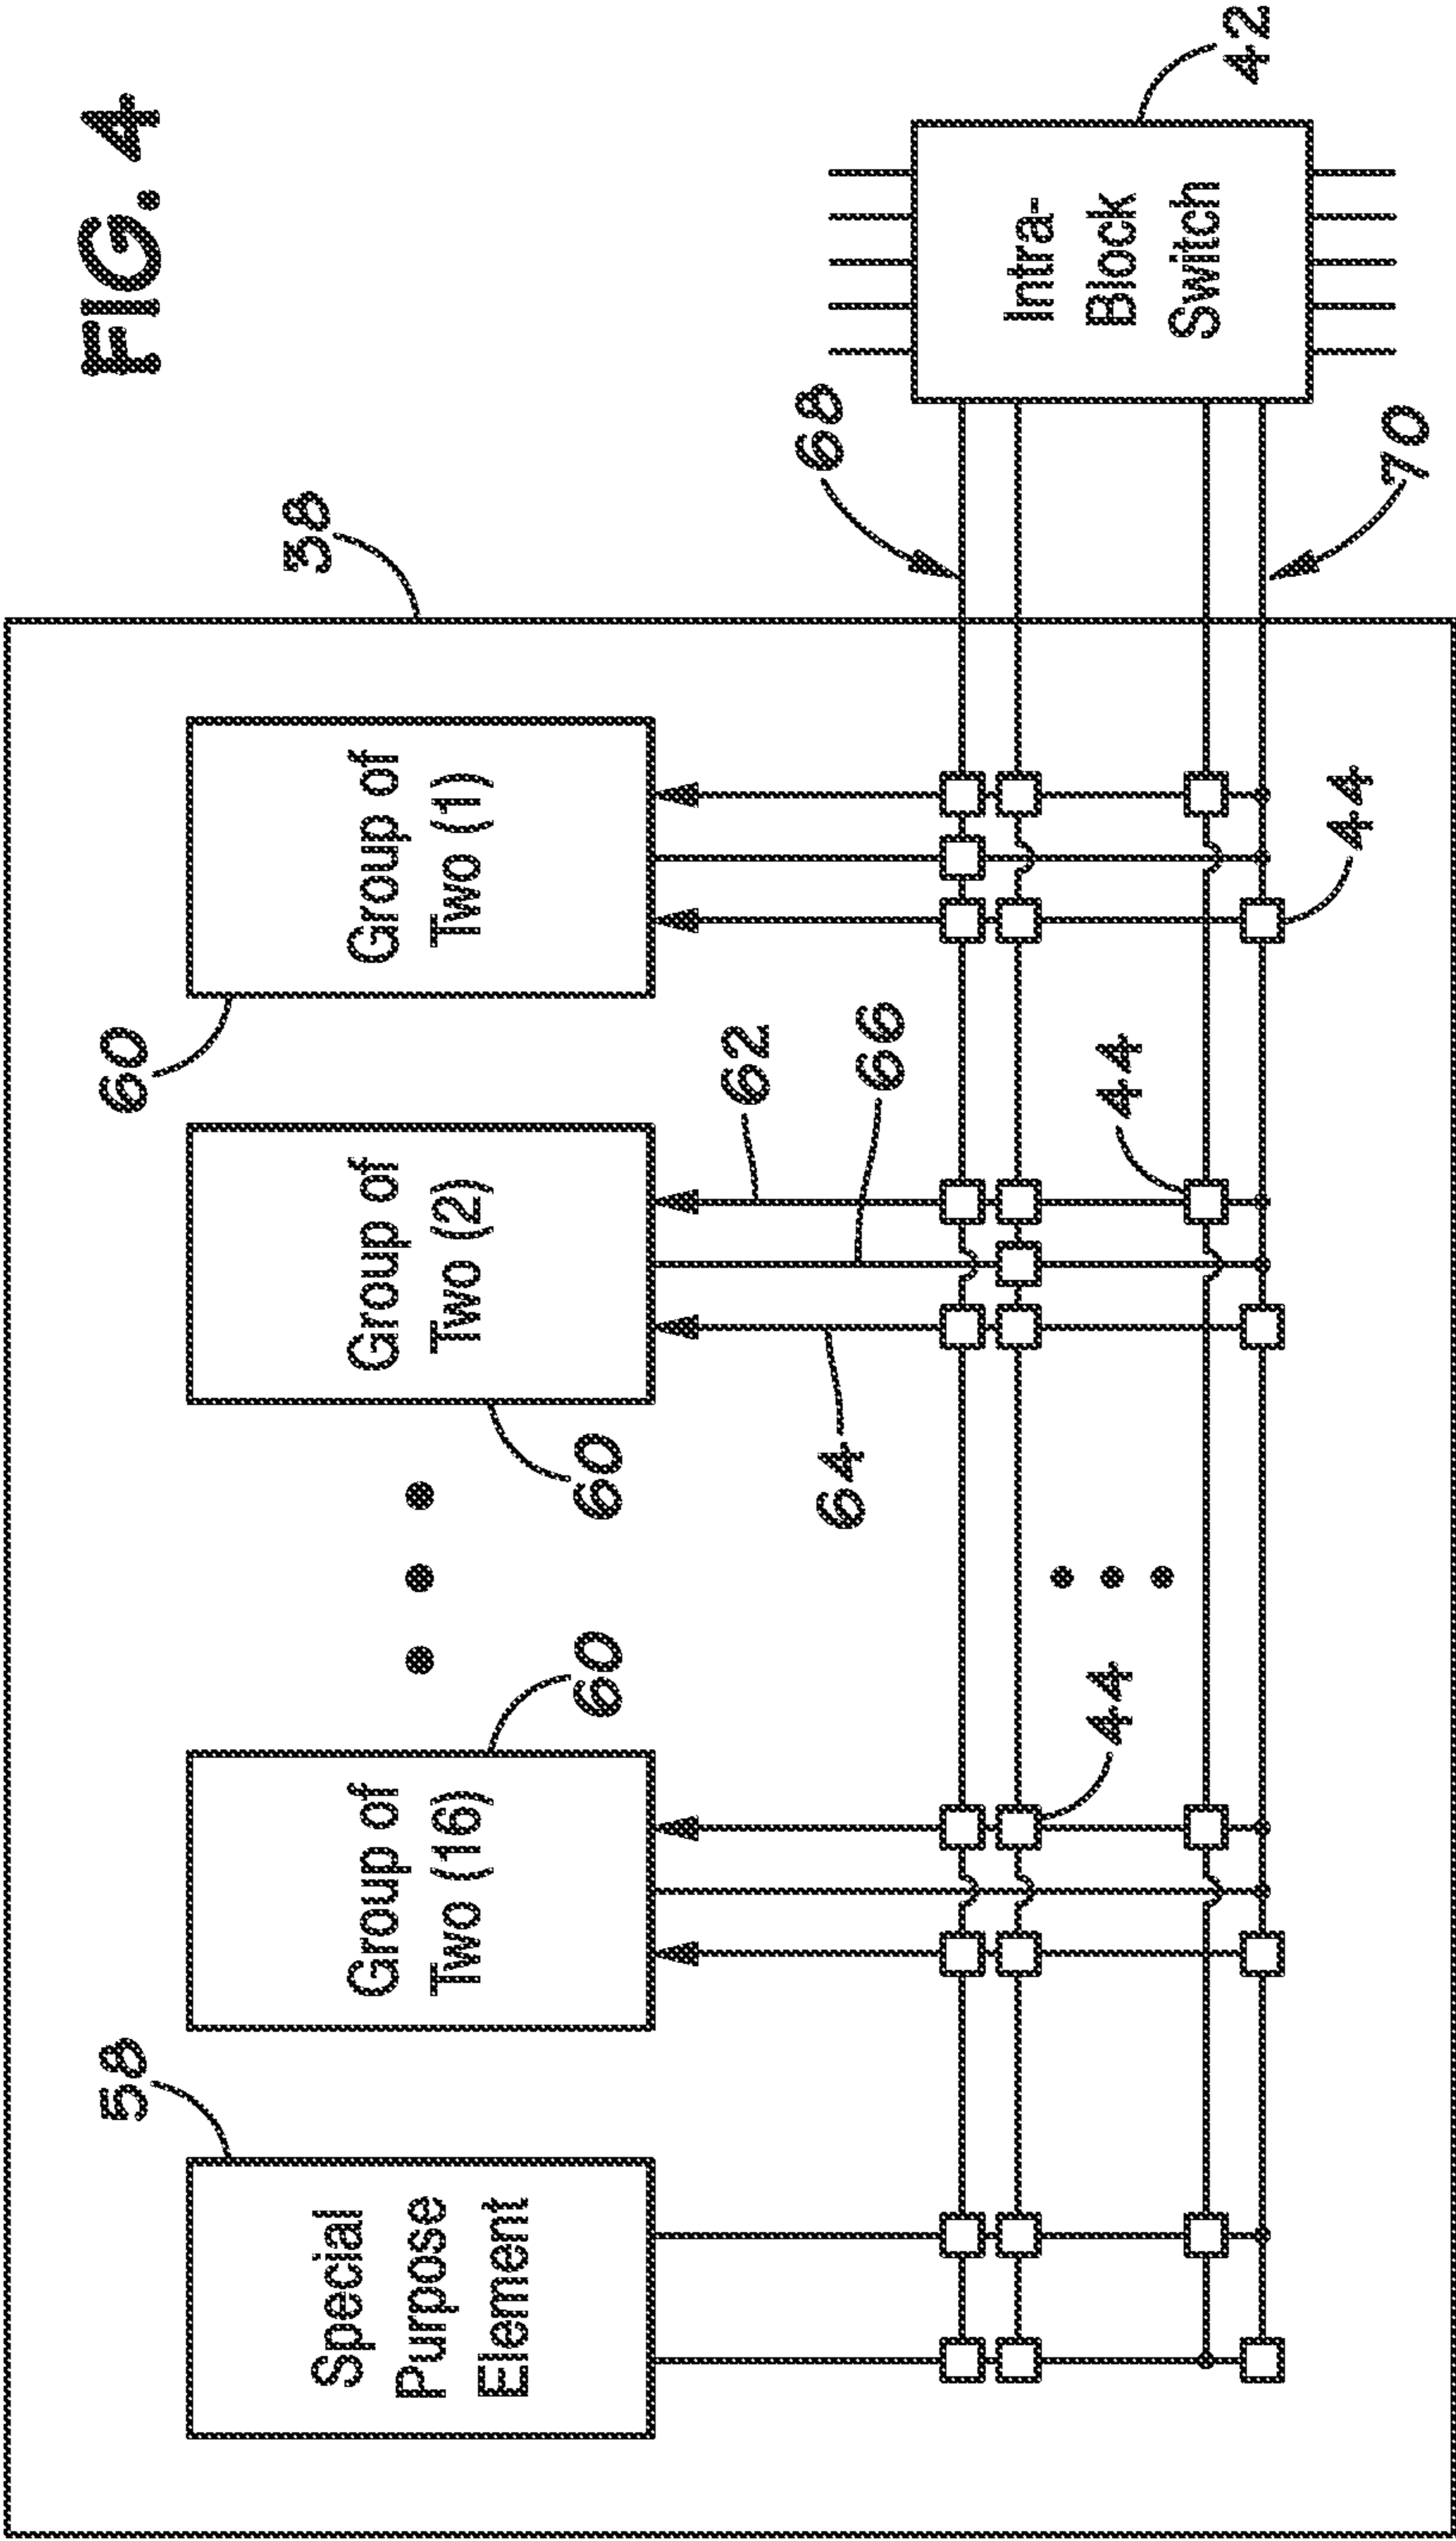 FIG. 4
58
60
38
Special
Purpose
Element
Group of
Two (16)
Group of
Two (2)
Group of
Two (1)
60
60
62
66
64
68
44
44
44
70
Intra-
Block
Switch
42